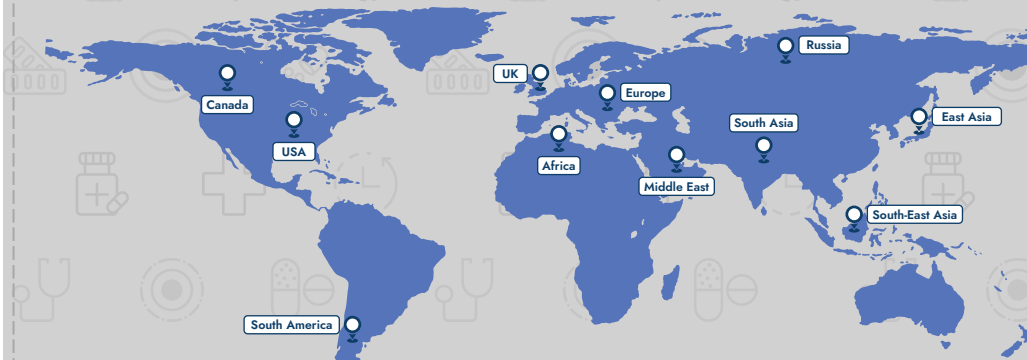 Russia
UK
Europe
Canada
East Asia
South Asia
USA
Africa
Middle East
South-East Asia
South America